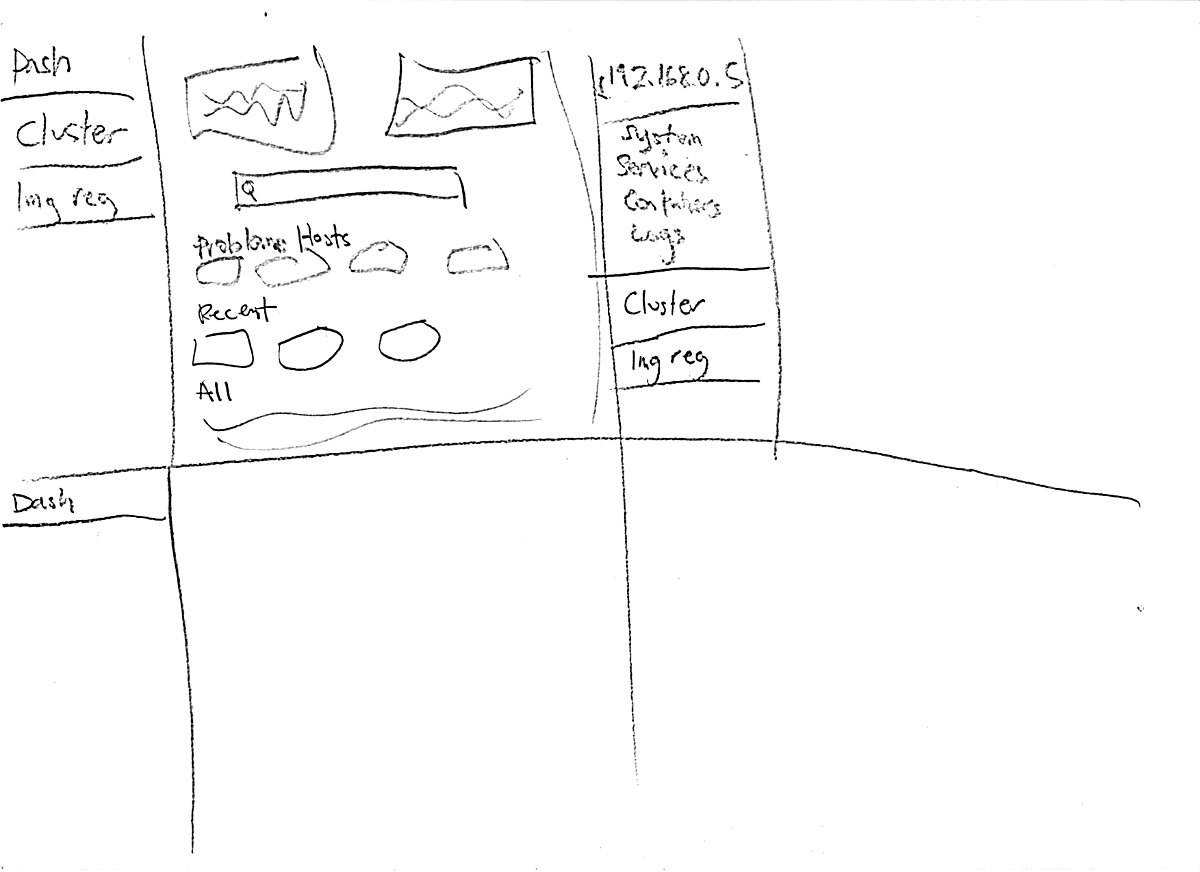 Dash
Cluster
Img reg
Problem Hosts
Recent
All
192.168.0.5
System
Services
Containers
Logs
Cluster
Img reg
Dash